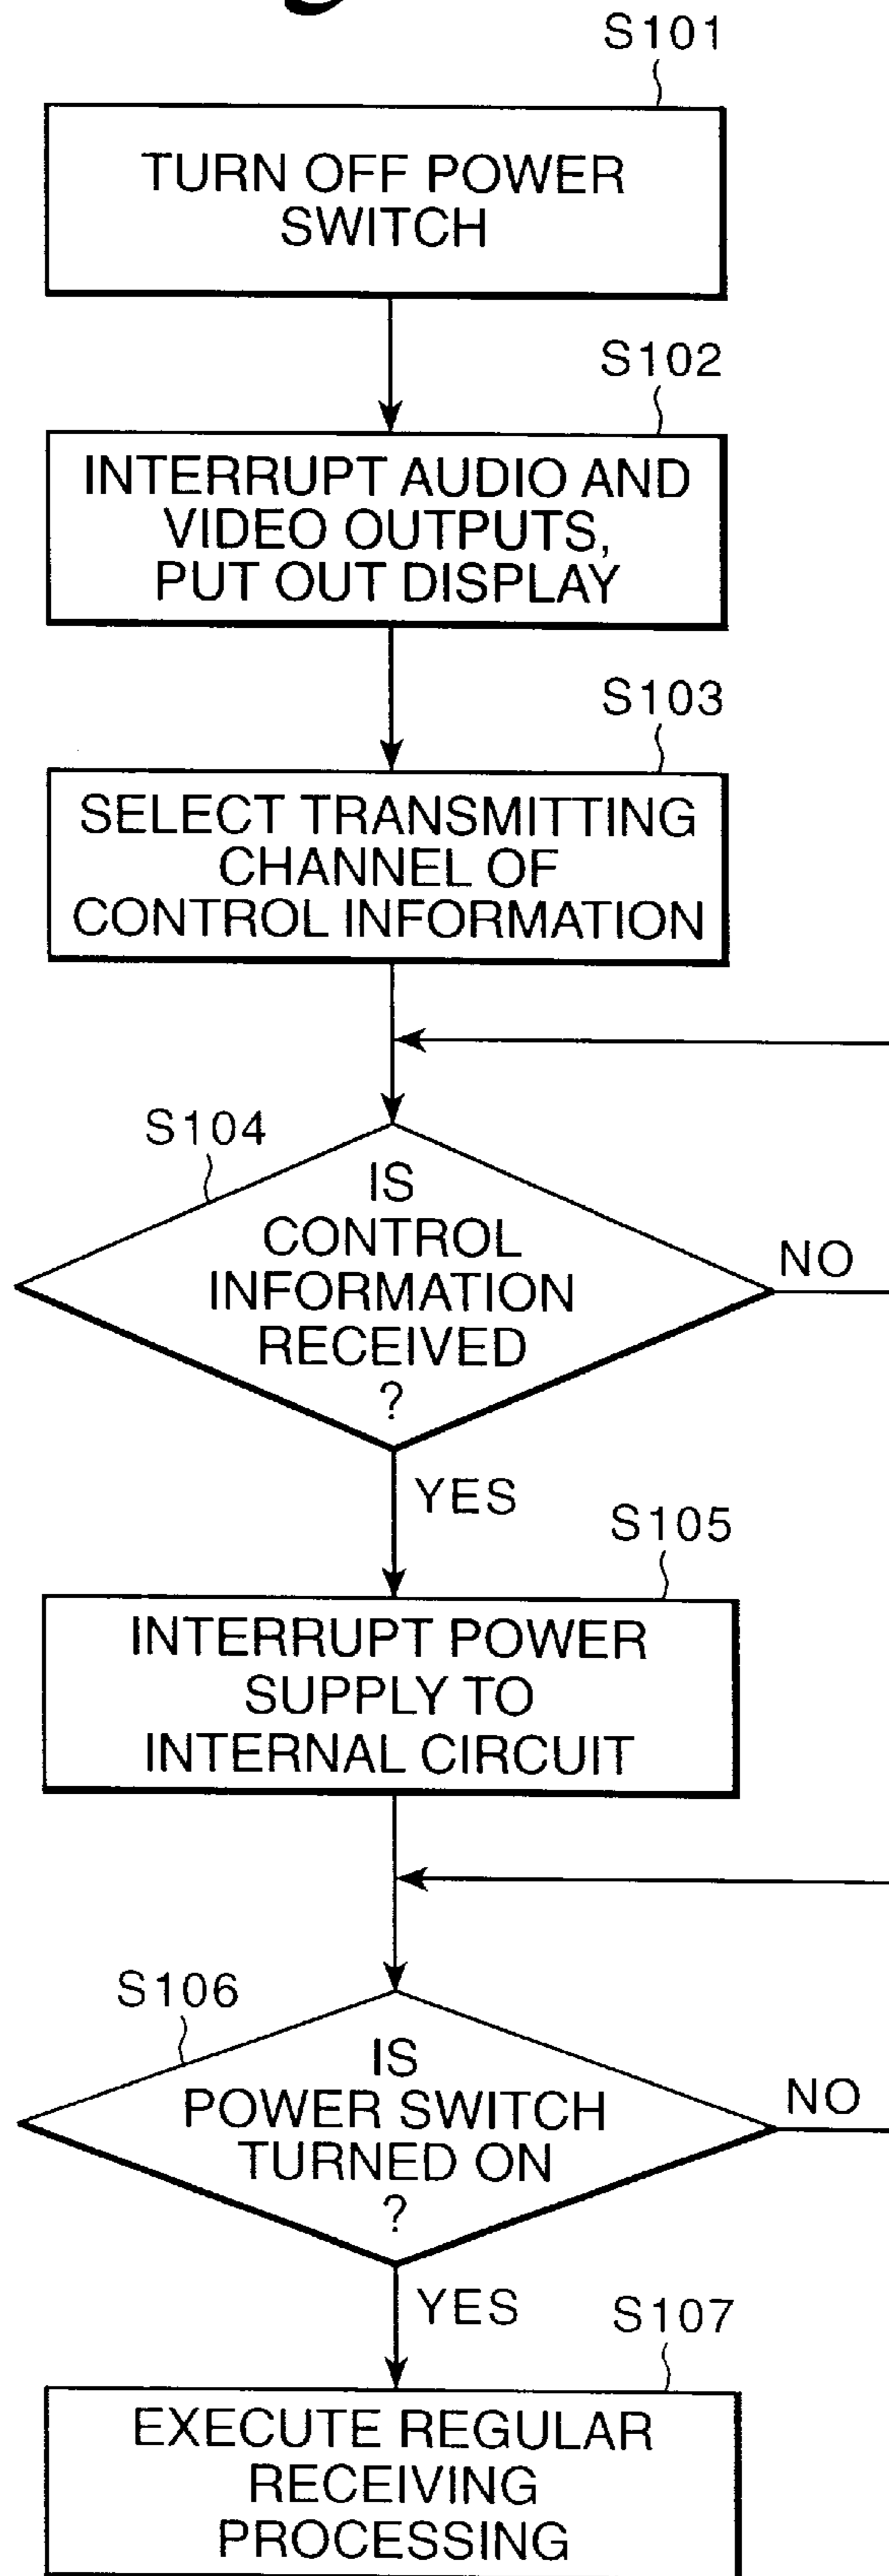 S101
TURN OFF POWER
SWITCH
S102
INTERRUPT AUDIO AND
VIDEO OUTPUTS,
PUT OUT DISPLAY
S103
SELECT TRANSMITTING
CHANNEL OF
CONTROL INFORMATION
S104
IS
CONTROL
INFORMATION
RECEIVED
?
NO
YES
S105
INTERRUPT POWER
SUPPLY TO
INTERNAL CIRCUIT
S106
IS
POWER SWITCH
TURNED ON
?
NO
YES
S107
EXECUTE REGULAR
RECEIVING
PROCESSING